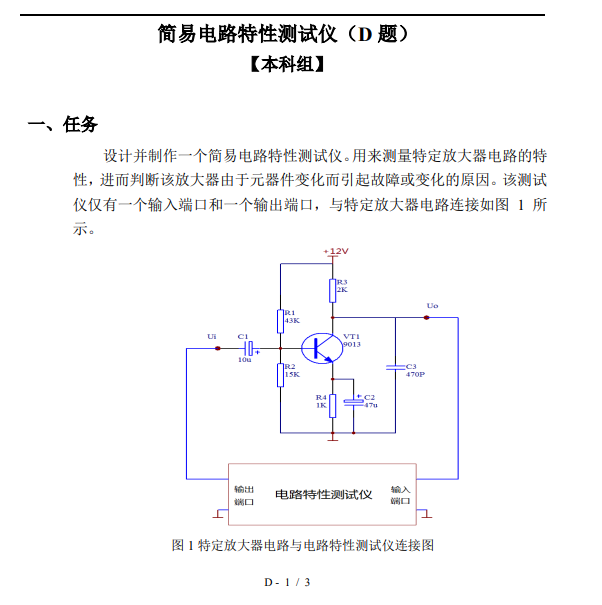 简易电路特性测试仪（D 题）
【本科组】
一、任务
设计并制作一个简易电路特性测试仪。用来测量特定放大器电路的特
性，进而判断该放大器由于元器件变化而引起故障或变化的原因。该测试
仪仅有一个输入端口和一个输出端口，与特定放大器电路连接如图 1 所
示。
+12V
R3
2K
Uo
R1
43K
Ui
C1
VT1
9013
+
10u
R2
15K
C3
470P
R4
1K
+
C2
47u
输出
端口
电路特性测试仪
输入
端口
图 1 特定放大器电路与电路特性测试仪连接图
D - 1 / 3